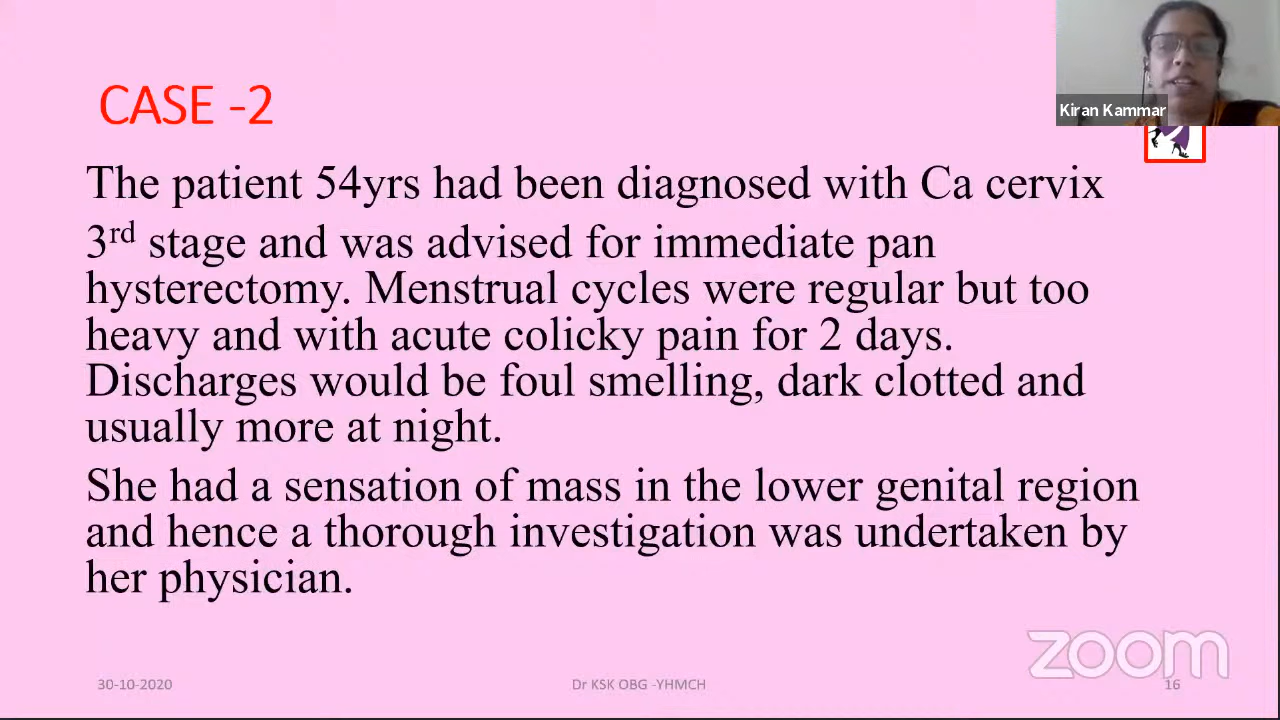 Kiran Kammar
CASE -2
The patient 54yrs had been diagnosed with Ca cervix
3rd stage and was advised for immediate pan
hysterectomy. Menstrual cycles were regular but too
heavy and with acute colicky pain for 2 days.
Discharges would be foul smelling, dark clotted and
usually more at night.
She had a sensation of mass in the lower genital region
and hence a thorough investigation was undertaken by
her physician.
zoom
30-10-2020
Dr KSK OBG -YHMCH
16